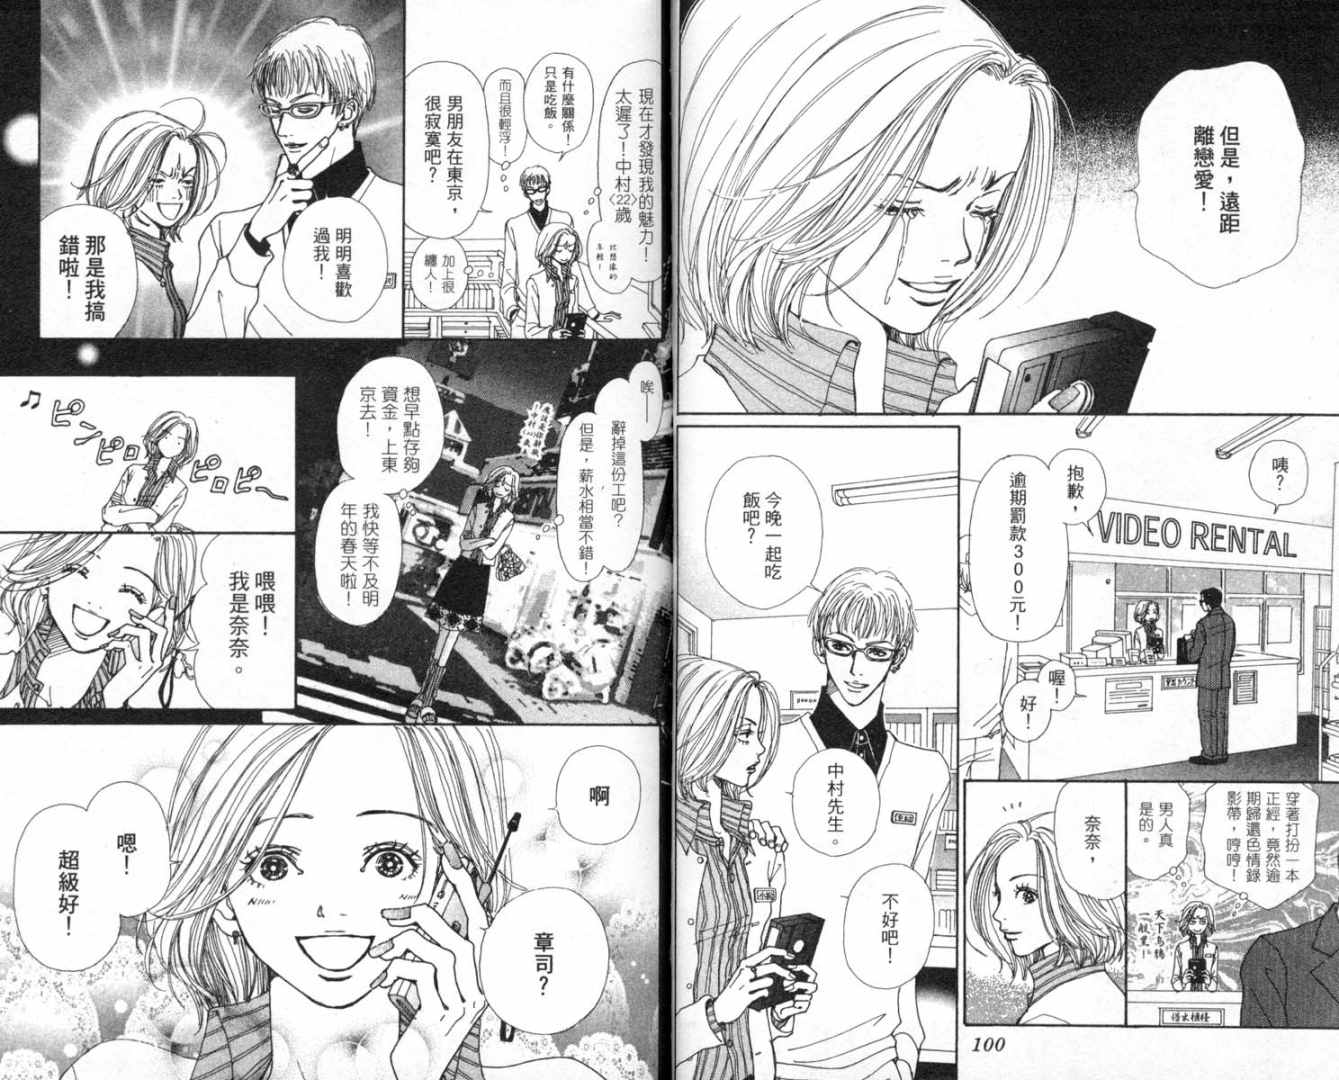 但是，遠距
離戀愛！
咦？
抱歉，
逾期罰款300元！
VIDEO RENTAL
喔！
好！
穿著打扮一本
正經，竟然逾
期歸還色情錄
影帶，哼哼！
男人真
是的。
天下烏鴉
一般黑！
奈奈，
今晚一起吃
飯吧？
中村先生。
不好吧！
100
現在才發現我的魅力！
太遲了！中村〈22〉歲
有什麼關係！
只是吃飯。
而且很輕浮！
男朋友在東京，
很寂寞吧？
加上很
纏人！
明明喜歡
過我！
那是我搞
錯啦！
唉——
辭掉這份工吧？
但是，薪水相當不錯！
想早點存夠
資金，上東
京去！
我快等不及明
年的春天啦！
♫ピンピロピロピ〜
喂喂！
我是奈奈。
啊
章司？
嗯！
超級好！